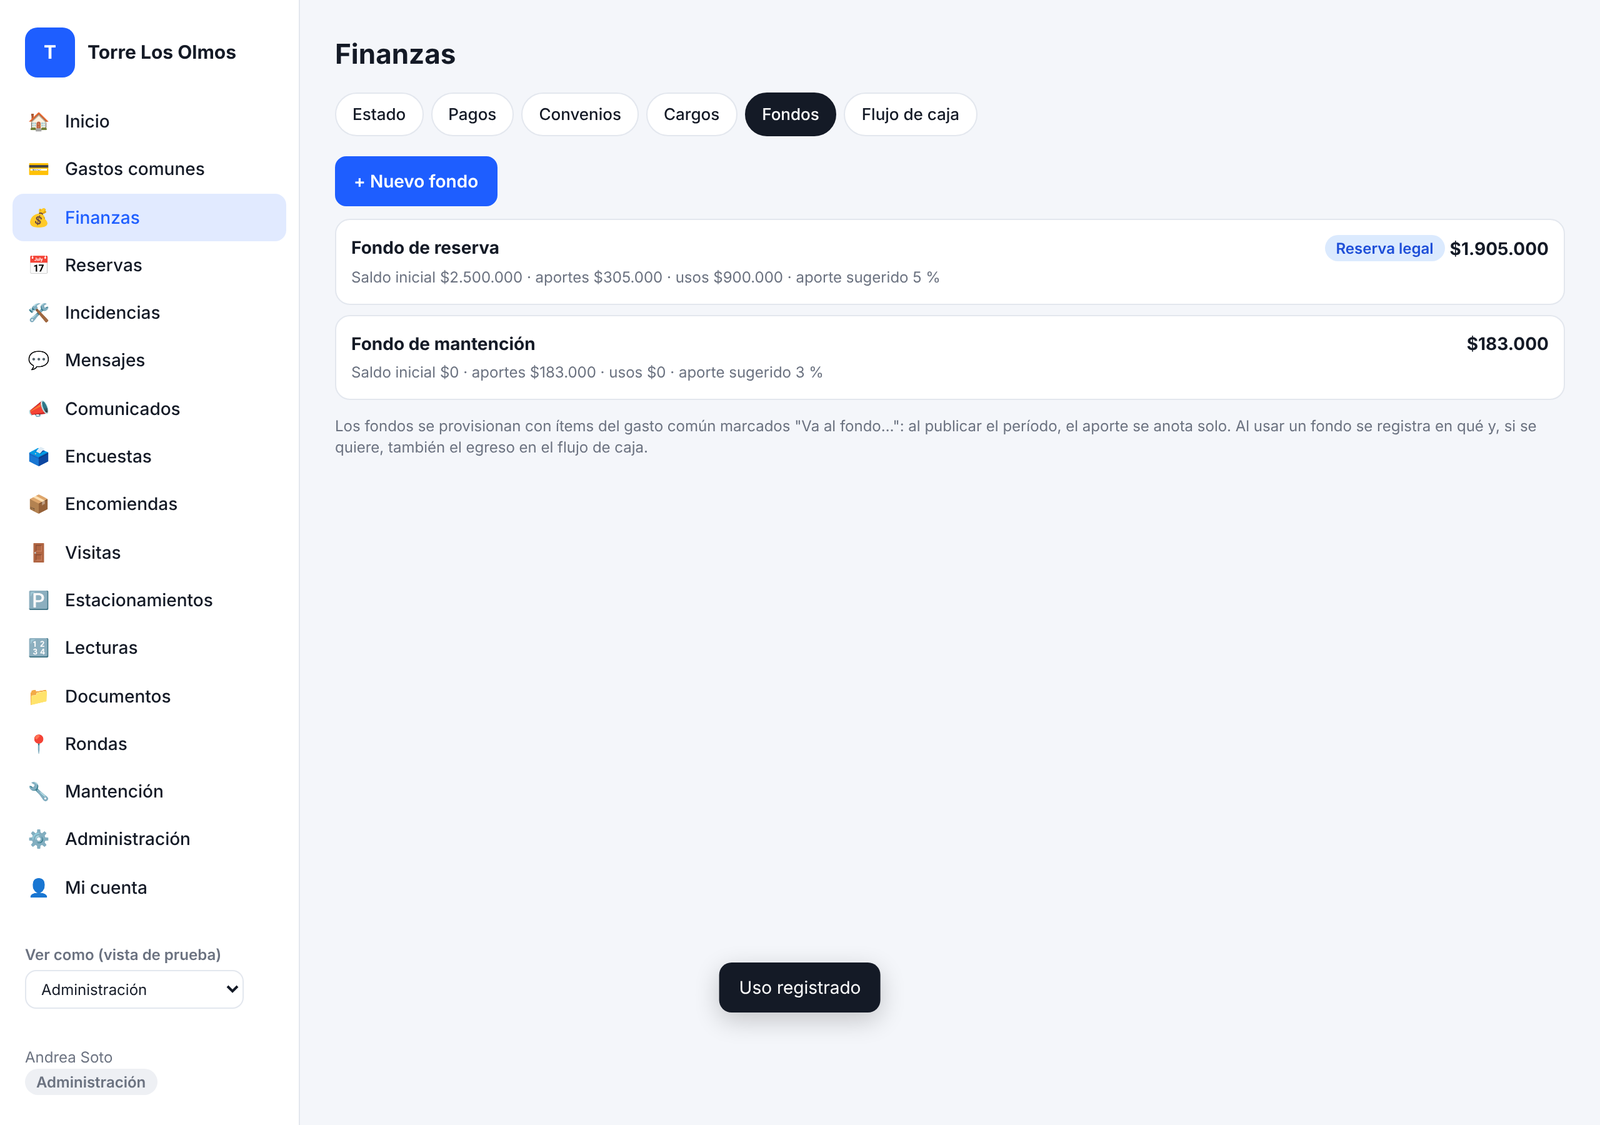 T
Torre Los Olmos
Inicio
Gastos comunes
Finanzas
Reservas
Incidencias
Mensajes
Comunicados
Encuestas
Encomiendas
Visitas
Estacionamientos
Lecturas
Documentos
Rondas
Mantención
Administración
Mi cuenta
Ver como (vista de prueba)
Administración
Andrea Soto
Administración
Finanzas
Estado Pagos Convenios Cargos Fondos Flujo de caja
+ Nuevo fondo
Fondo de reserva Reserva legal $1.905.000
Saldo inicial $2.500.000 · aportes $305.000 · usos $900.000 · aporte sugerido 5 %
Fondo de mantención $183.000
Saldo inicial $0 · aportes $183.000 · usos $0 · aporte sugerido 3 %
Los fondos se provisionan con ítems del gasto común marcados "Va al fondo…": al publicar el período, el aporte se anota solo. Al usar un fondo se registra en qué y, si se
quiere, también el egreso en el flujo de caja.
Uso registrado